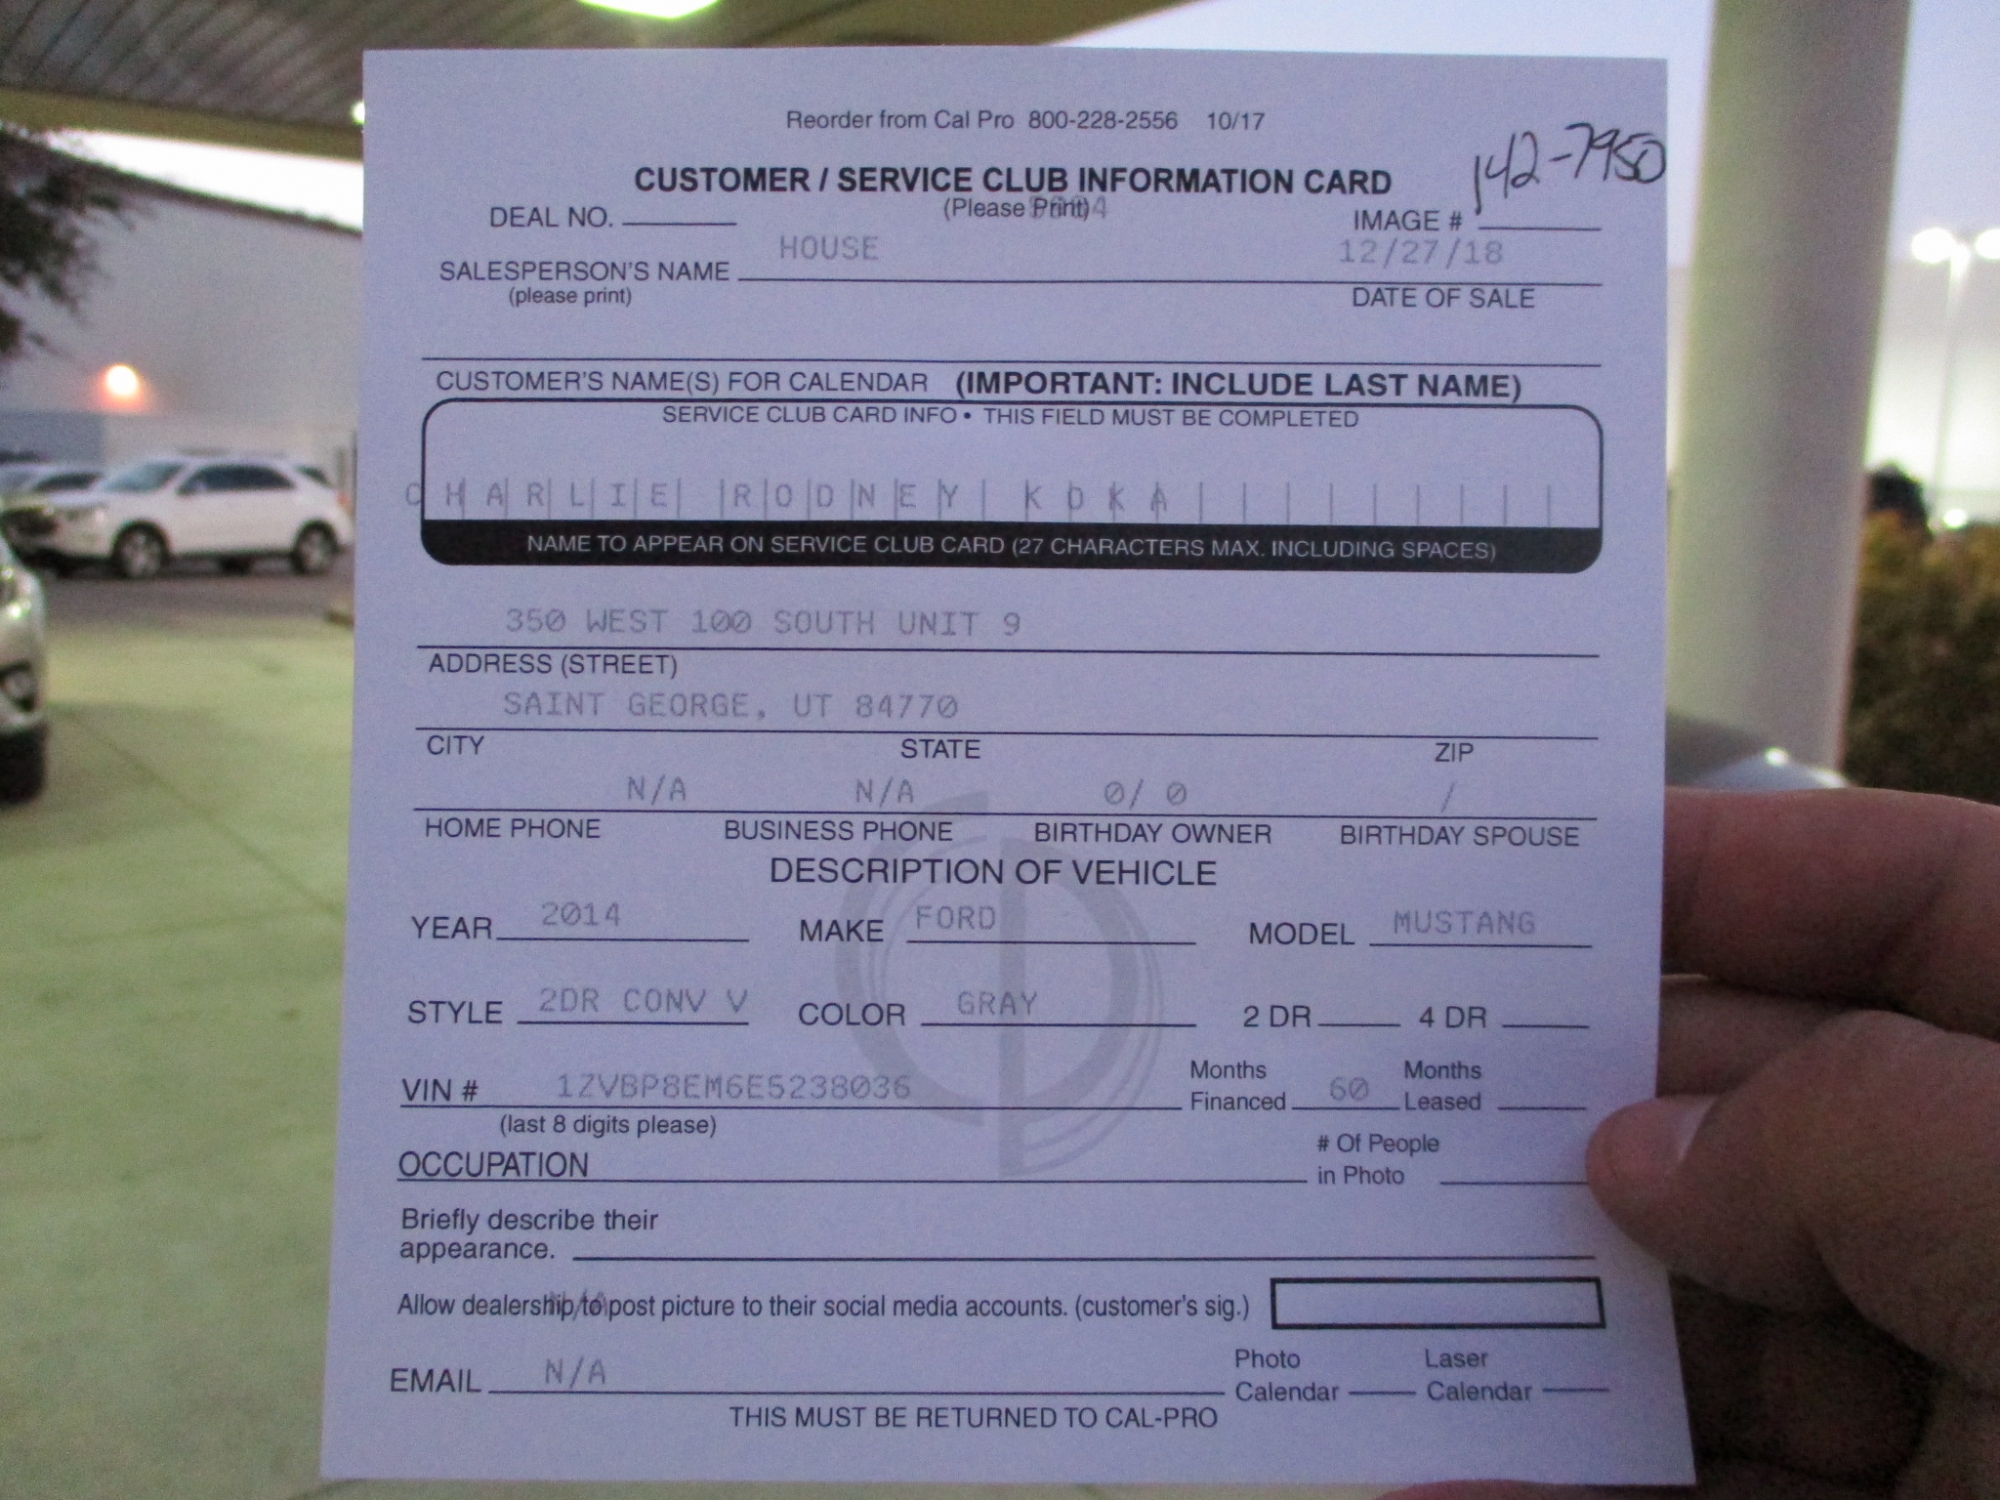 Reorder from Cal Pro 800-228-2556 10/17
142-7950
CUSTOMER / SERVICE CLUB INFORMATION CARD
(Please Print)
DEAL NO. IMAGE #
HOUSE 12/27/18
SALESPERSON'S NAME
(please print) DATE OF SALE
CUSTOMER'S NAME(S) FOR CALENDAR (IMPORTANT: INCLUDE LAST NAME)
SERVICE CLUB CARD INFO • THIS FIELD MUST BE COMPLETED
CHARLIE RODNEY KOKA
NAME TO APPEAR ON SERVICE CLUB CARD (27 CHARACTERS MAX. INCLUDING SPACES)
350 WEST 100 SOUTH UNIT 9
ADDRESS (STREET)
SAINT GEORGE, UT 84770
CITY STATE ZIP
N/A N/A 0/ 0 /
HOME PHONE BUSINESS PHONE BIRTHDAY OWNER BIRTHDAY SPOUSE
DESCRIPTION OF VEHICLE
YEAR 2014 MAKE FORD MODEL MUSTANG
STYLE 2DR CONV V COLOR GRAY 2 DR 4 DR
VIN # 1ZVBP8EM6E5238036 Months Financed 60 Months Leased
(last 8 digits please)
OCCUPATION # Of People in Photo
Briefly describe their
appearance.
Allow dealership to post picture to their social media accounts. (customer's sig.)
N/A
EMAIL N/A Photo Calendar Laser Calendar
THIS MUST BE RETURNED TO CAL-PRO